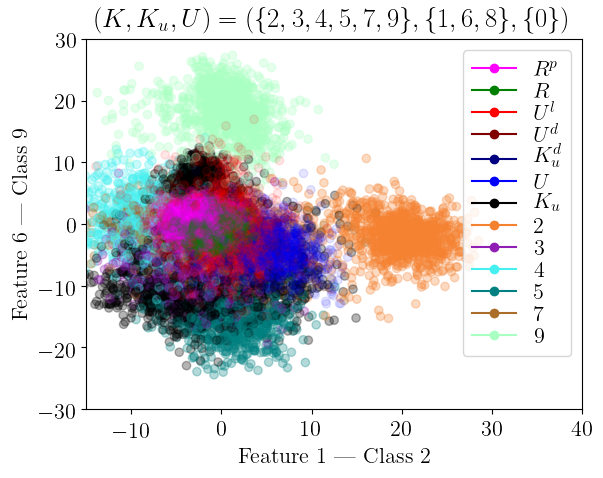 (K, K_u, U) = ({2, 3, 4, 5, 7, 9}, {1, 6, 8}, {0})
30
20
10
0
−10
−20
−30
Feature 6 — Class 9
R^p
R
U^l
U^d
K_u^d
U
K_u
2
3
4
5
7
9
−10
0
10
20
30
40
Feature 1 — Class 2